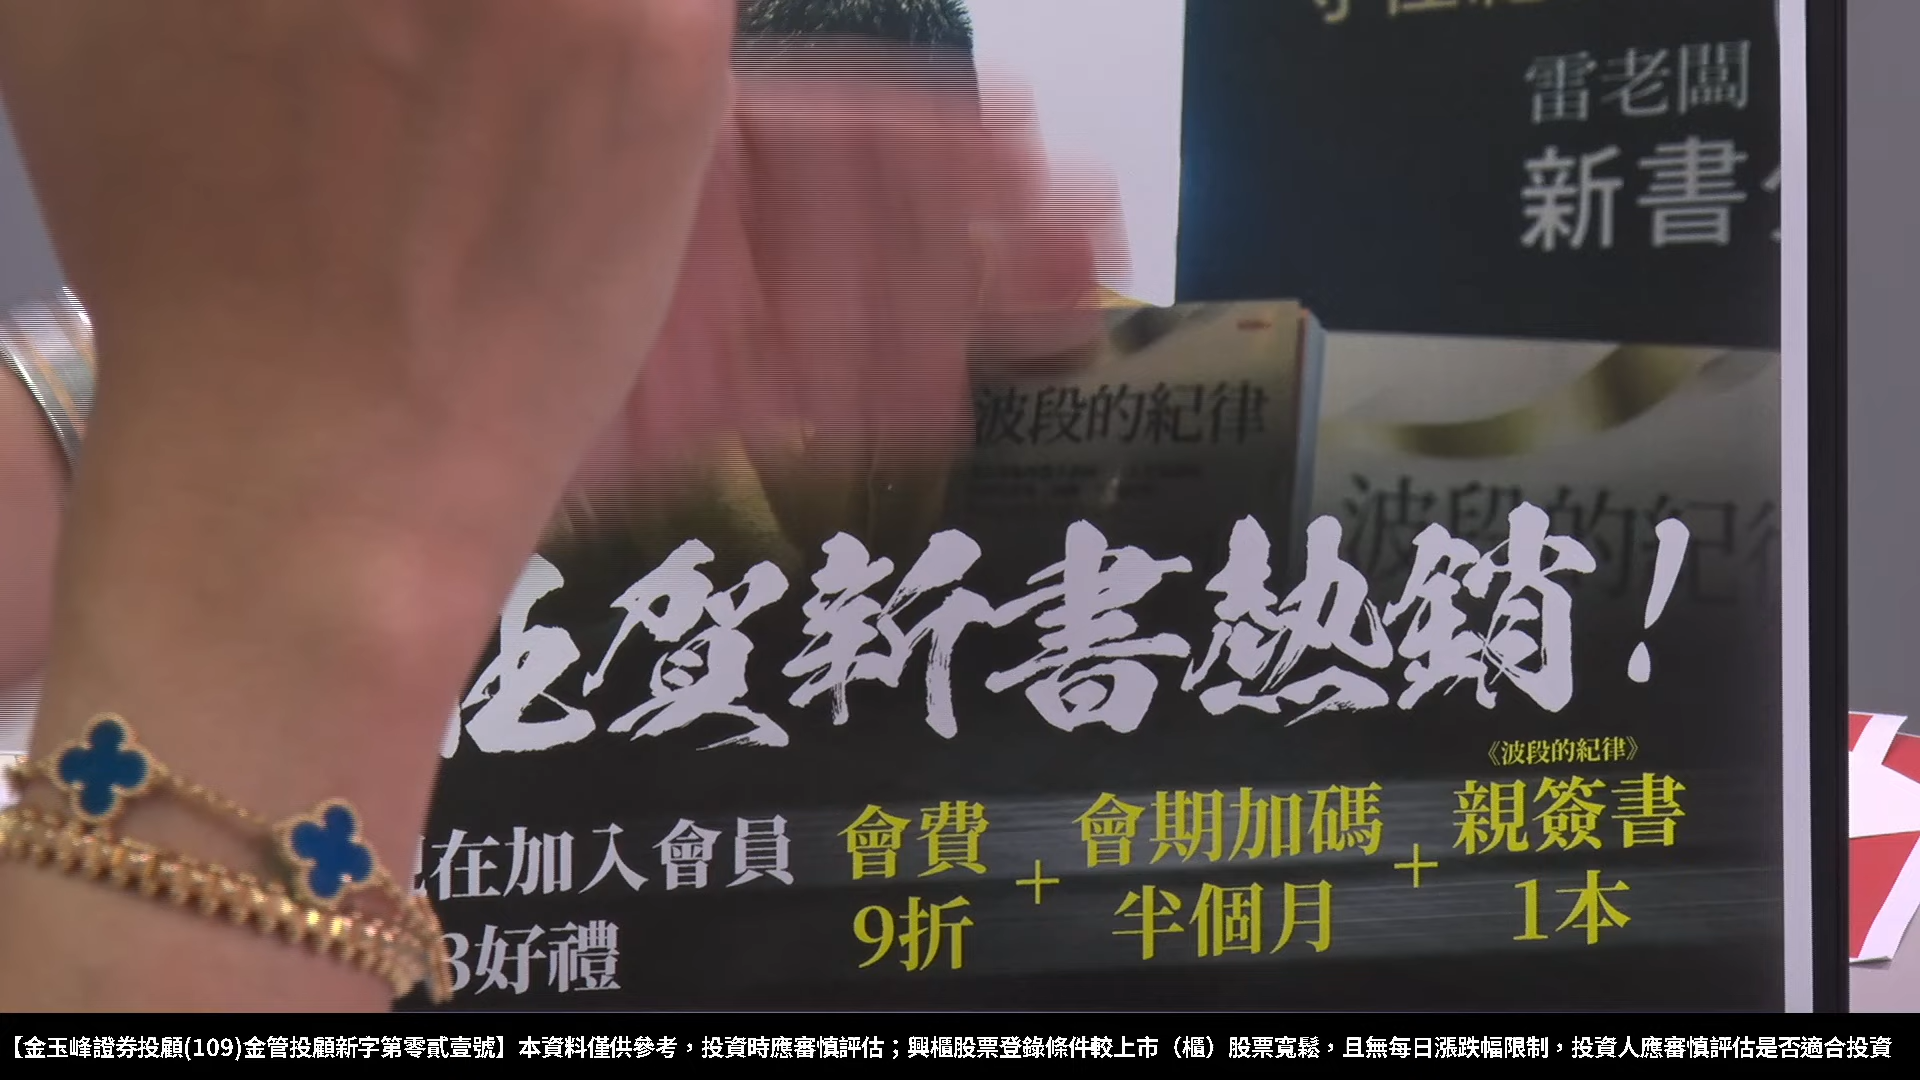 雷老闆
新書
波段的紀律
波段的紀
狂賀新書熱銷！
《波段的紀律》
在加入會員 會費 + 會期加碼 + 親簽書
3好禮 9折 半個月 1本
【金玉峰證券投顧(109)金管投顧新字第零貳壹號】本資料僅供參考，投資時應審慎評估；興櫃股票登錄條件較上市（櫃）股票寬鬆，且無每日漲跌幅限制，投資人應審慎評估是否適合投資